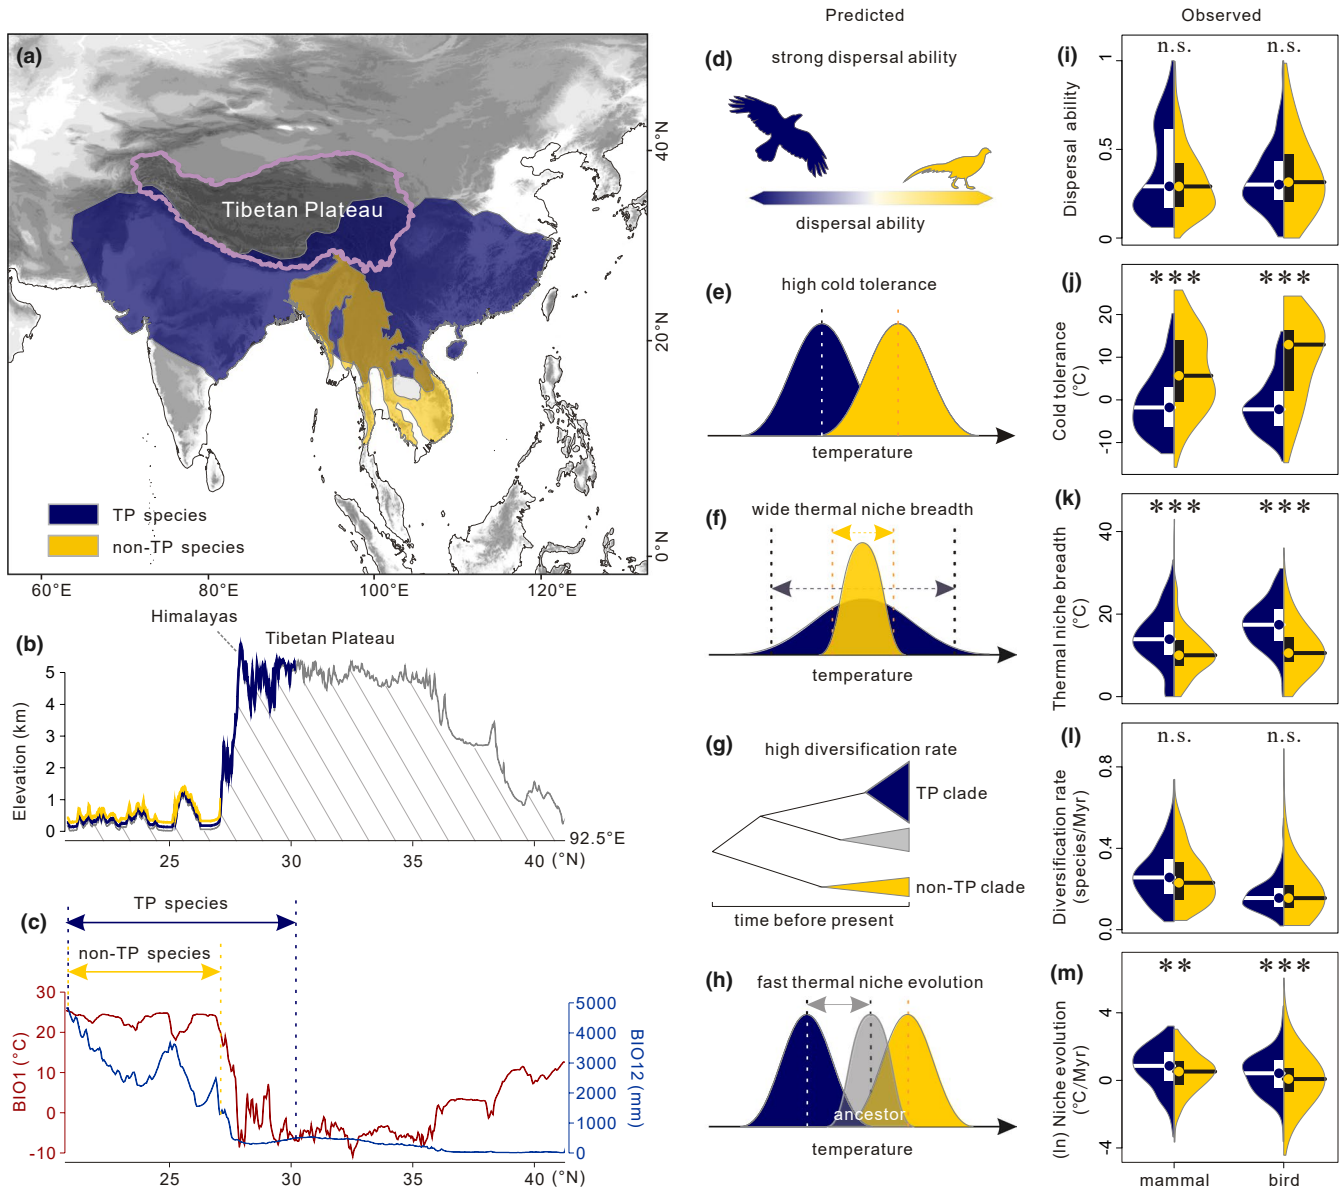 Predicted
Observed
(a)
Tibetan Plateau
TP species
non-TP species
60°E
80°E
100°E
120°E
40°N
20°N
0°N
(b)
Himalayas
Tibetan Plateau
Elevation (km)
5
4
3
2
1
0
25
30
35
40
(°N)
92.5°E
(c)
TP species
non-TP species
BIO1 (°C)
30
20
10
0
-10
BIO12 (mm)
5000
4000
3000
2000
1000
0
25
30
35
40
(°N)
(d)
strong dispersal ability
dispersal ability
(e)
high cold tolerance
temperature
(f)
wide thermal niche breadth
temperature
(g)
high diversification rate
TP clade
non-TP clade
time before present
(h)
fast thermal niche evolution
ancestor
temperature
(i)
n.s.
n.s.
Dispersal ability
1
0.5
0
(j)
***
***
Cold tolerance
(°C)
20
10
0
-10
(k)
***
***
Thermal niche breadth
(°C)
40
20
0
(l)
n.s.
n.s.
Diversification rate
(species/Myr)
0.8
0.4
0.0
(m)
**
***
(ln) Niche evolution
(°C/Myr)
4
0
-4
mammal
bird